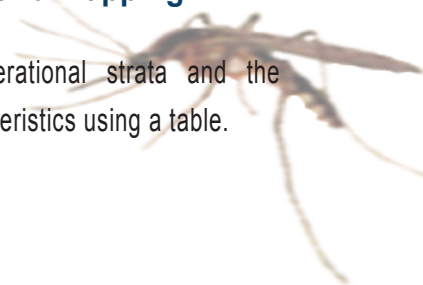 erational strata and the
eristics using a table.